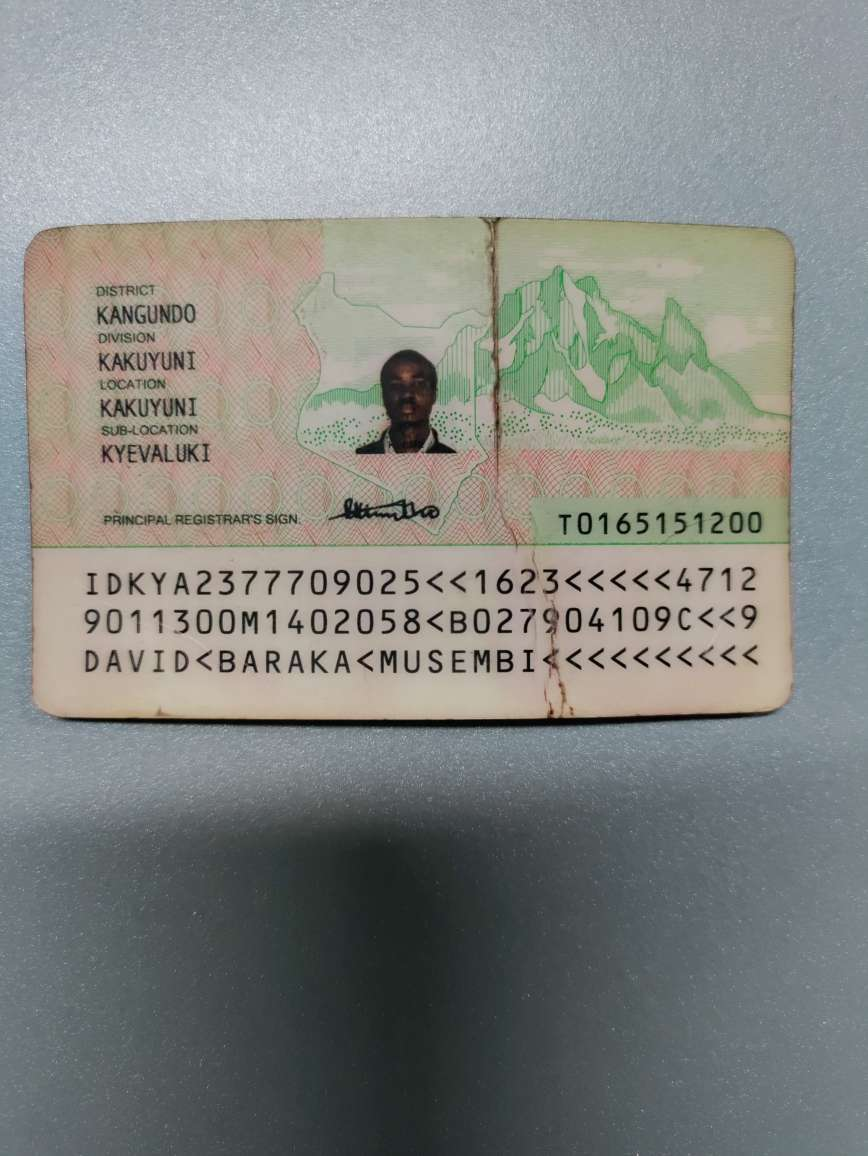 DISTRICT
KANGUNDO
DIVISION
KAKUYUNI
LOCATION
KAKUYUNI
SUB-LOCATION
KYEVALUKI
PRINCIPAL REGISTRAR'S SIGN.
T0165151200
IDKYA2377709025<<1623<<<<<4712
9011300M1402058<B027904109C<<9
DAVID<BARAKA<MUSEMBI<<<<<<<<<<